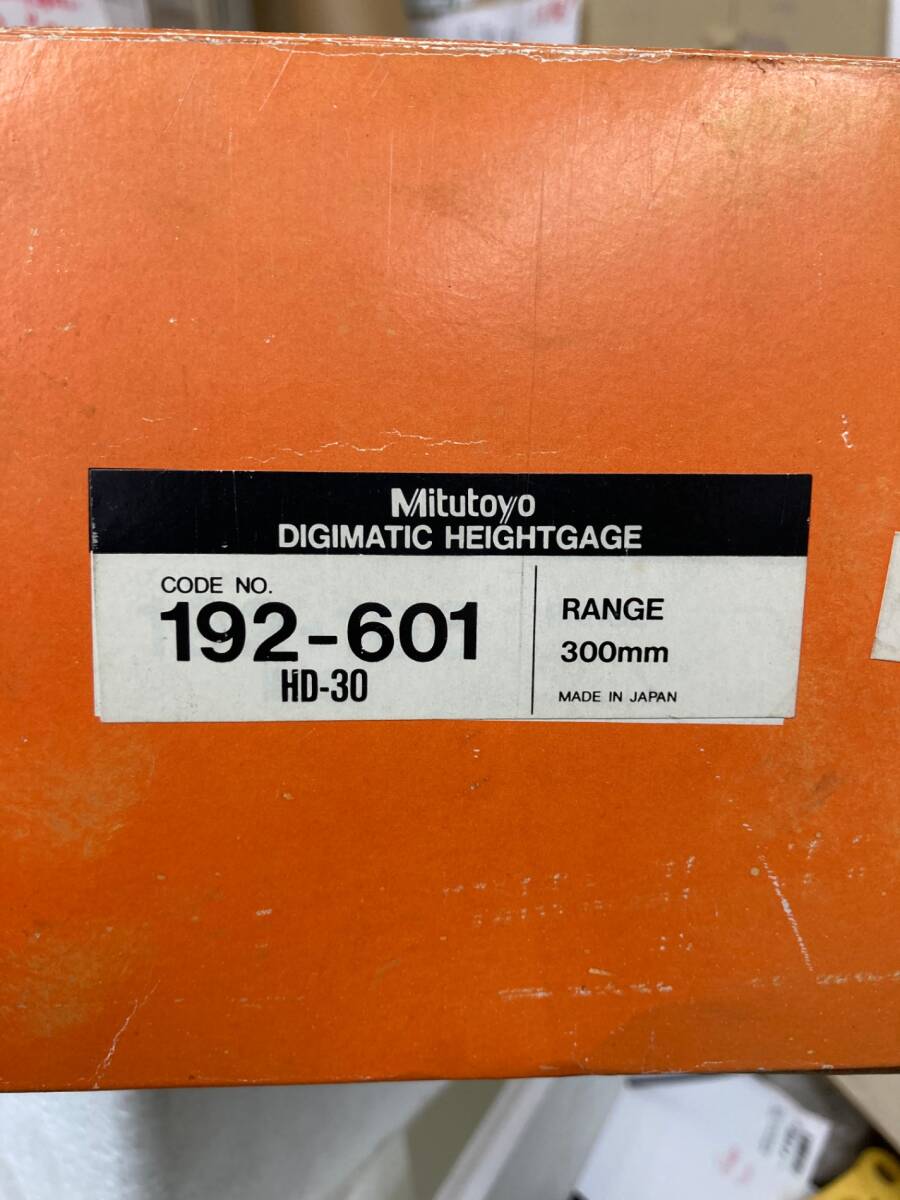 Mitutoyo
DIGIMATIC HEIGHTGAGE
CODE NO.
192-601
HD-30
RANGE
300mm
MADE IN JAPAN